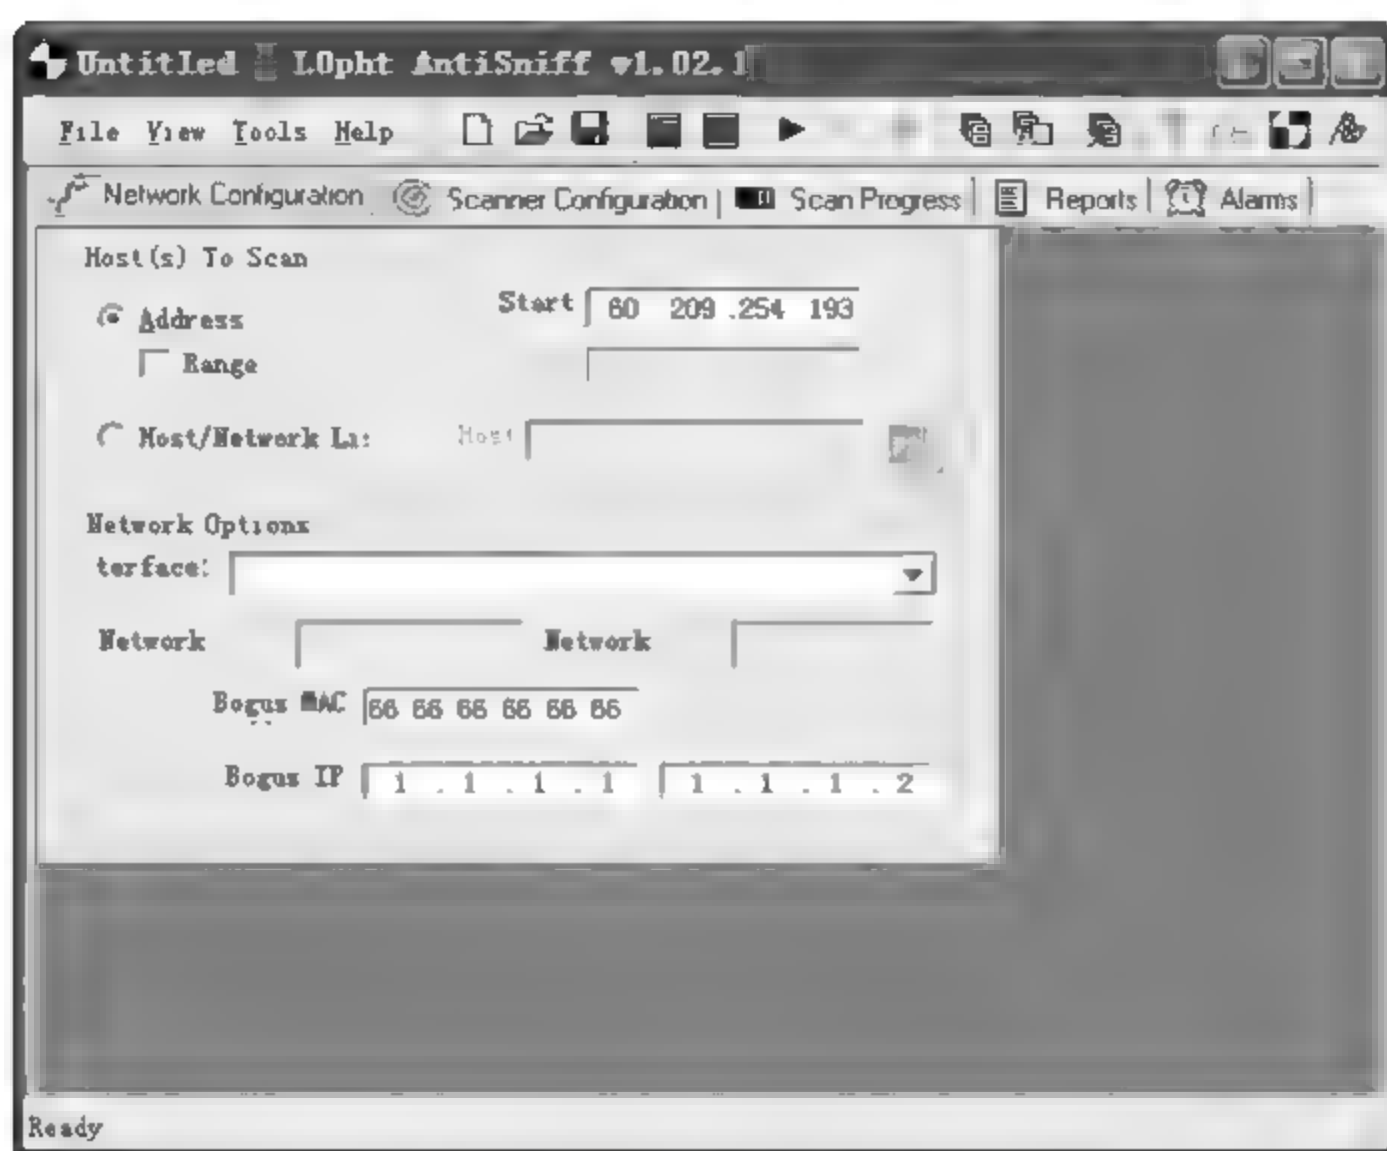 Untitled L0pht AntiSniff v1.02.1
File View Tools Help
Network Configuration Scanner Configuration Scan Progress Reports Alarms
Host(s) To Scan
Address Start 60 209 .254 193
Range
Host/Network Li: Host
Network Options
terface:
Network Network
Bogus MAC 66 66 66 66 66 66
Bogus IP 1 . 1 . 1 . 1 1 . 1 . 1 . 2
Ready